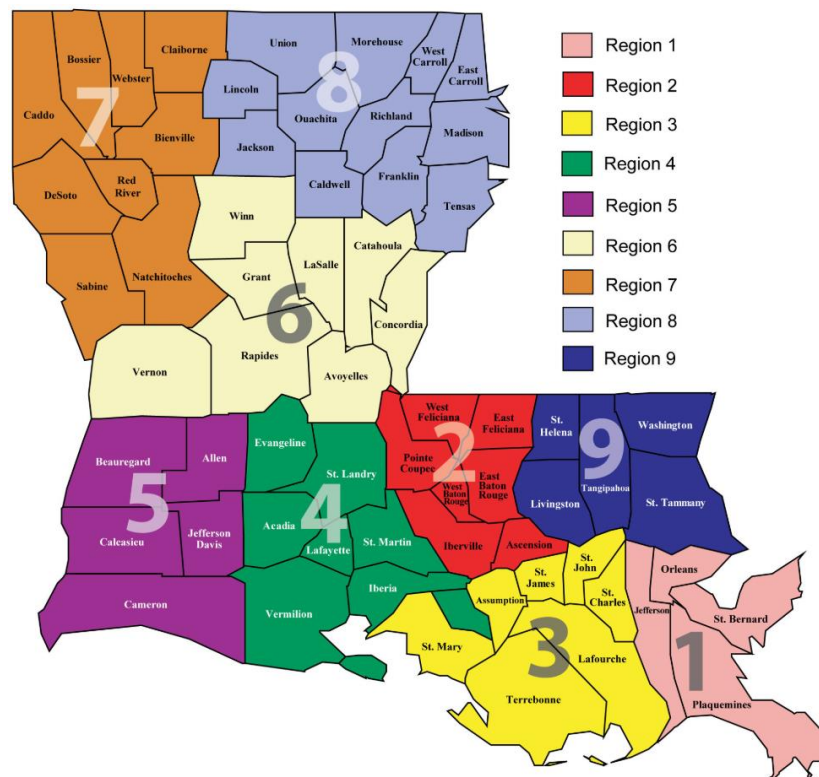 Union
Morehouse
West
Carroll
East
Carroll
Claiborne
Bossier
Webster
Lincoln
8
7
Caddo
Ouachita
Richland
Madison
Bienville
Jackson
Franklin
Caldwell
DeSoto
Red
River
Tensas
Winn
Catahoula
LaSalle
Sabine
Natchitoches
Grant
6
Concordia
Rapides
Vernon
Avoyelles
Region 1
Region 2
Region 3
Region 4
Region 5
Region 6
Region 7
Region 8
Region 9
West
Feliciana
East
Feliciana
St.
Helena
Washington
Evangeline
2
9
Beauregard
Allen
Pointe
Coupee
St. Landry
East
Baton
Rouge
West
Baton
Rouge
Tangipahoa
St. Tammany
5
4
Livingston
Acadia
Jefferson
Davis
Calcasieu
Lafayette
St. Martin
Iberville
Ascension
St.
John
Orleans
St.
James
Cameron
Iberia
Assumption
St.
Charles
Jefferson
St. Bernard
Vermilion
St. Mary
3
Lafourche
1
Terrebonne
Plaquemines